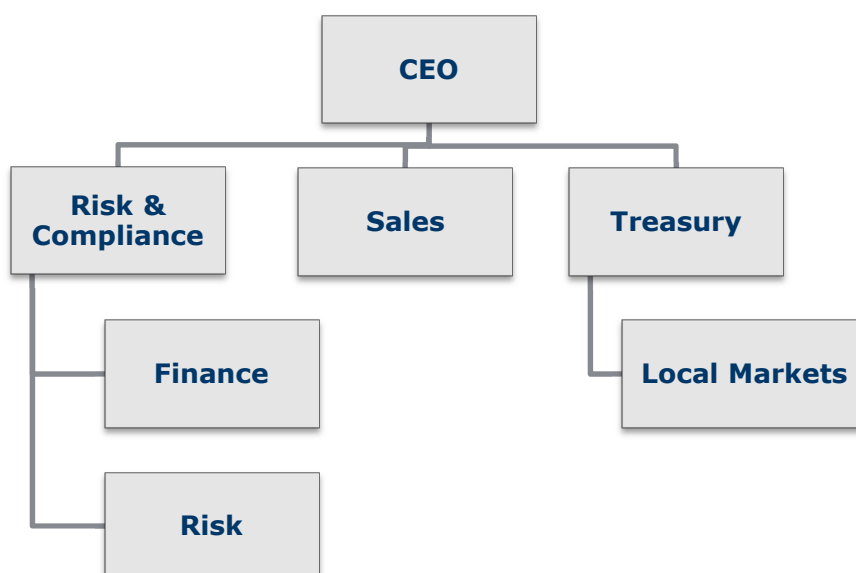 CEO
Risk &
Compliance
Sales
Treasury
Finance
Local Markets
Risk